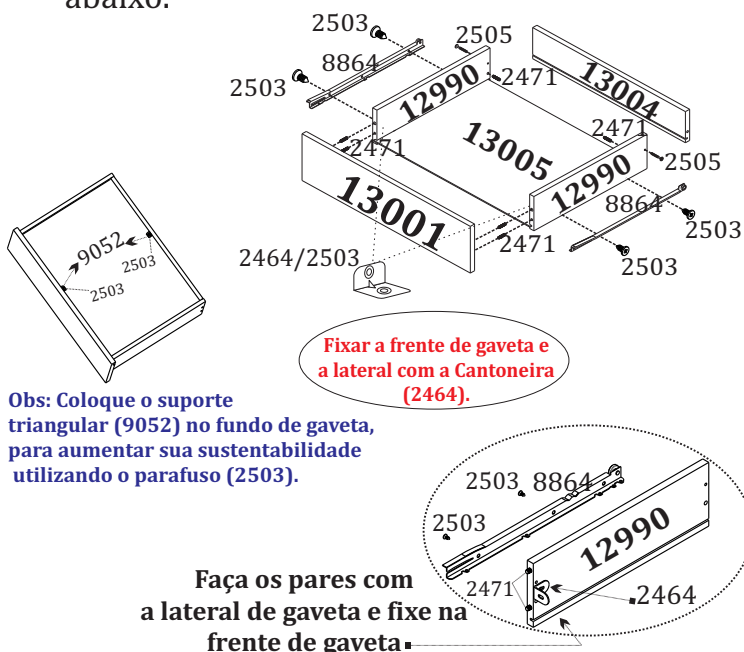 abaixo.
2503
2505
8864
2503
2471
12990
13004
2471
2471
13005
12990
2505
13001
8864
2503
2471
2503
2464/2503
9052
2503
2503
Fixar a frente de gaveta e
a lateral com a Cantoneira
(2464).
Obs: Coloque o suporte
triangular (9052) no fundo de gaveta,
para aumentar sua sustentabilidade
utilizando o parafuso (2503).
2503 8864
2503
12990
2471
2464
Faça os pares com
a lateral de gaveta e fixe na
frente de gaveta